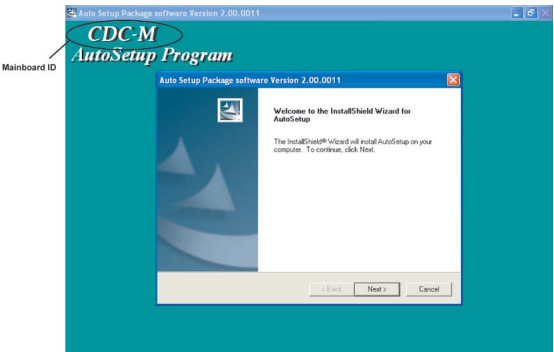 Auto Setup Package software Version 2.00.0011
CDC-M
AutoSetup Program
Mainboard ID
Auto Setup Package software Version 2.00.0011
Welcome to the InstallShield Wizard for
AutoSetup
The InstallShield® Wizard will install AutoSetup on your
computer. To continue, click Next.
< Back
Next >
Cancel